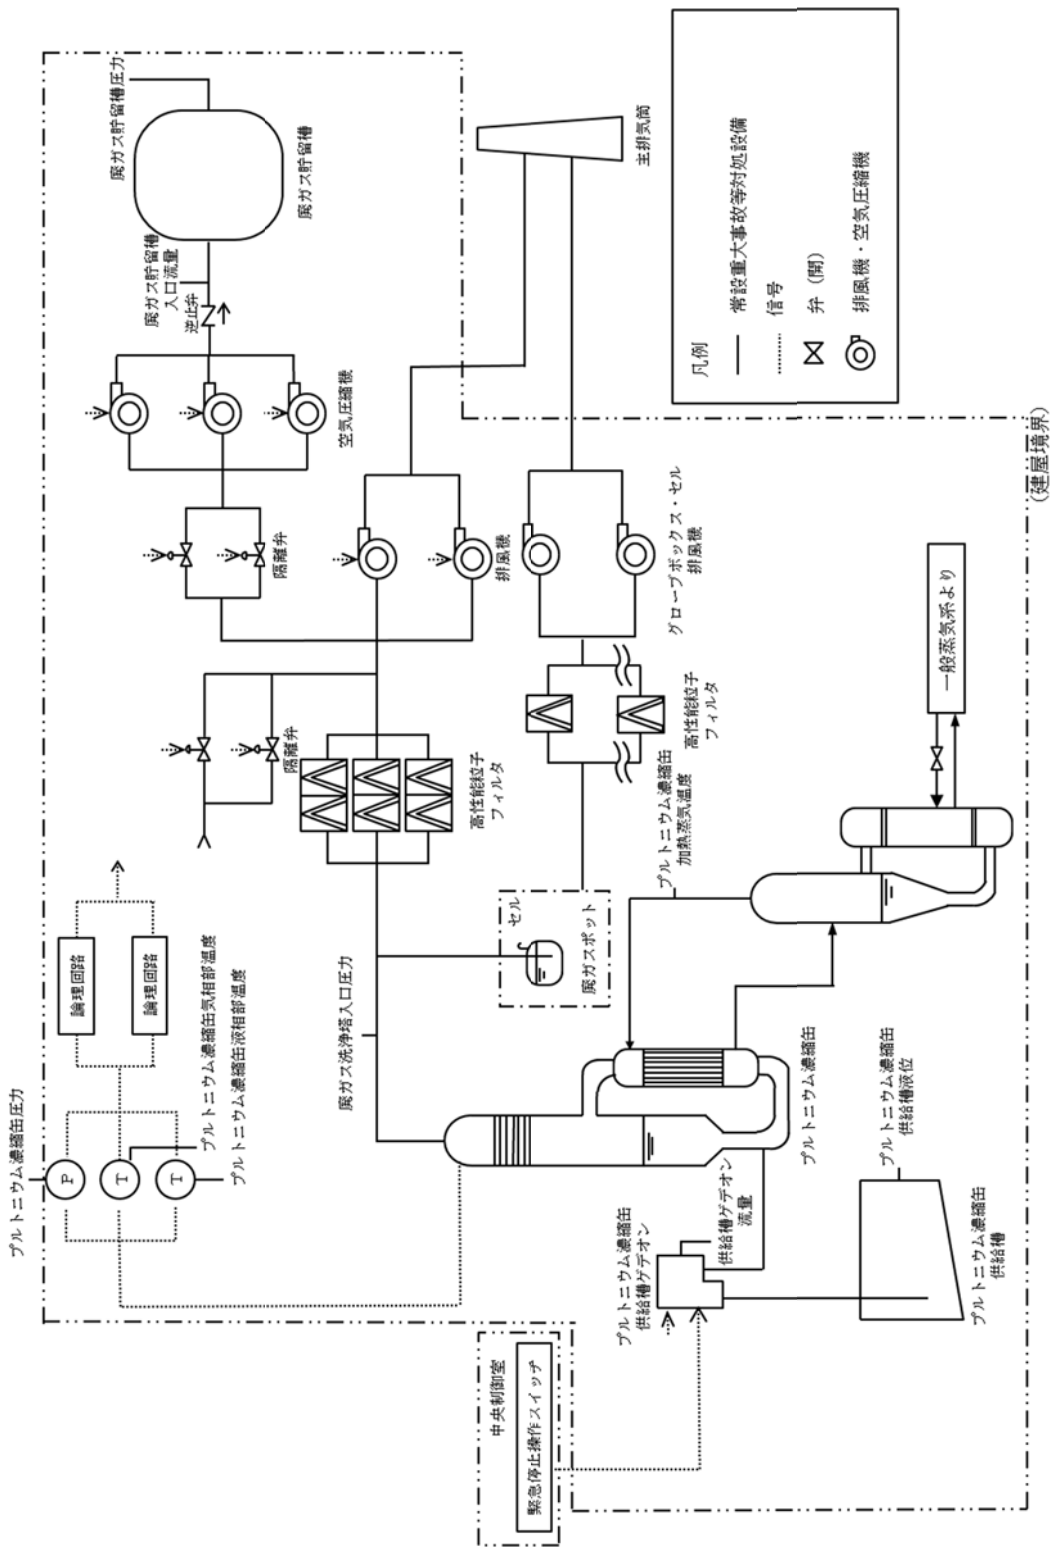 廃ガス貯留槽圧力
廃ガス貯留槽
廃ガス貯留槽
入口流量
逆止弁
空気圧縮機
隔離弁
排風機
主排気筒
グローブボックス・セル
排風機
隔離弁
高性能粒子
フィルタ
高性能粒子
フィルタ
論理回路
論理回路
プルトニウム濃縮缶圧力
P
T
T
プルトニウム濃縮缶気相部温度
プルトニウム濃縮缶液相部温度
廃ガス洗浄塔入口圧力
セル
廃ガスポット
プルトニウム濃縮缶
加熱蒸気温度
一般蒸気系より
プルトニウム濃縮缶
プルトニウム濃縮缶
供給槽ゲデオン
供給槽ゲデオン
流量
プルトニウム濃縮缶
供給槽液位
プルトニウム濃縮缶
供給槽
中央制御室
緊急停止操作スイッチ
(建屋境界)
凡例
常設重大事故等対処設備
信号
弁（開）
排風機・空気圧縮機